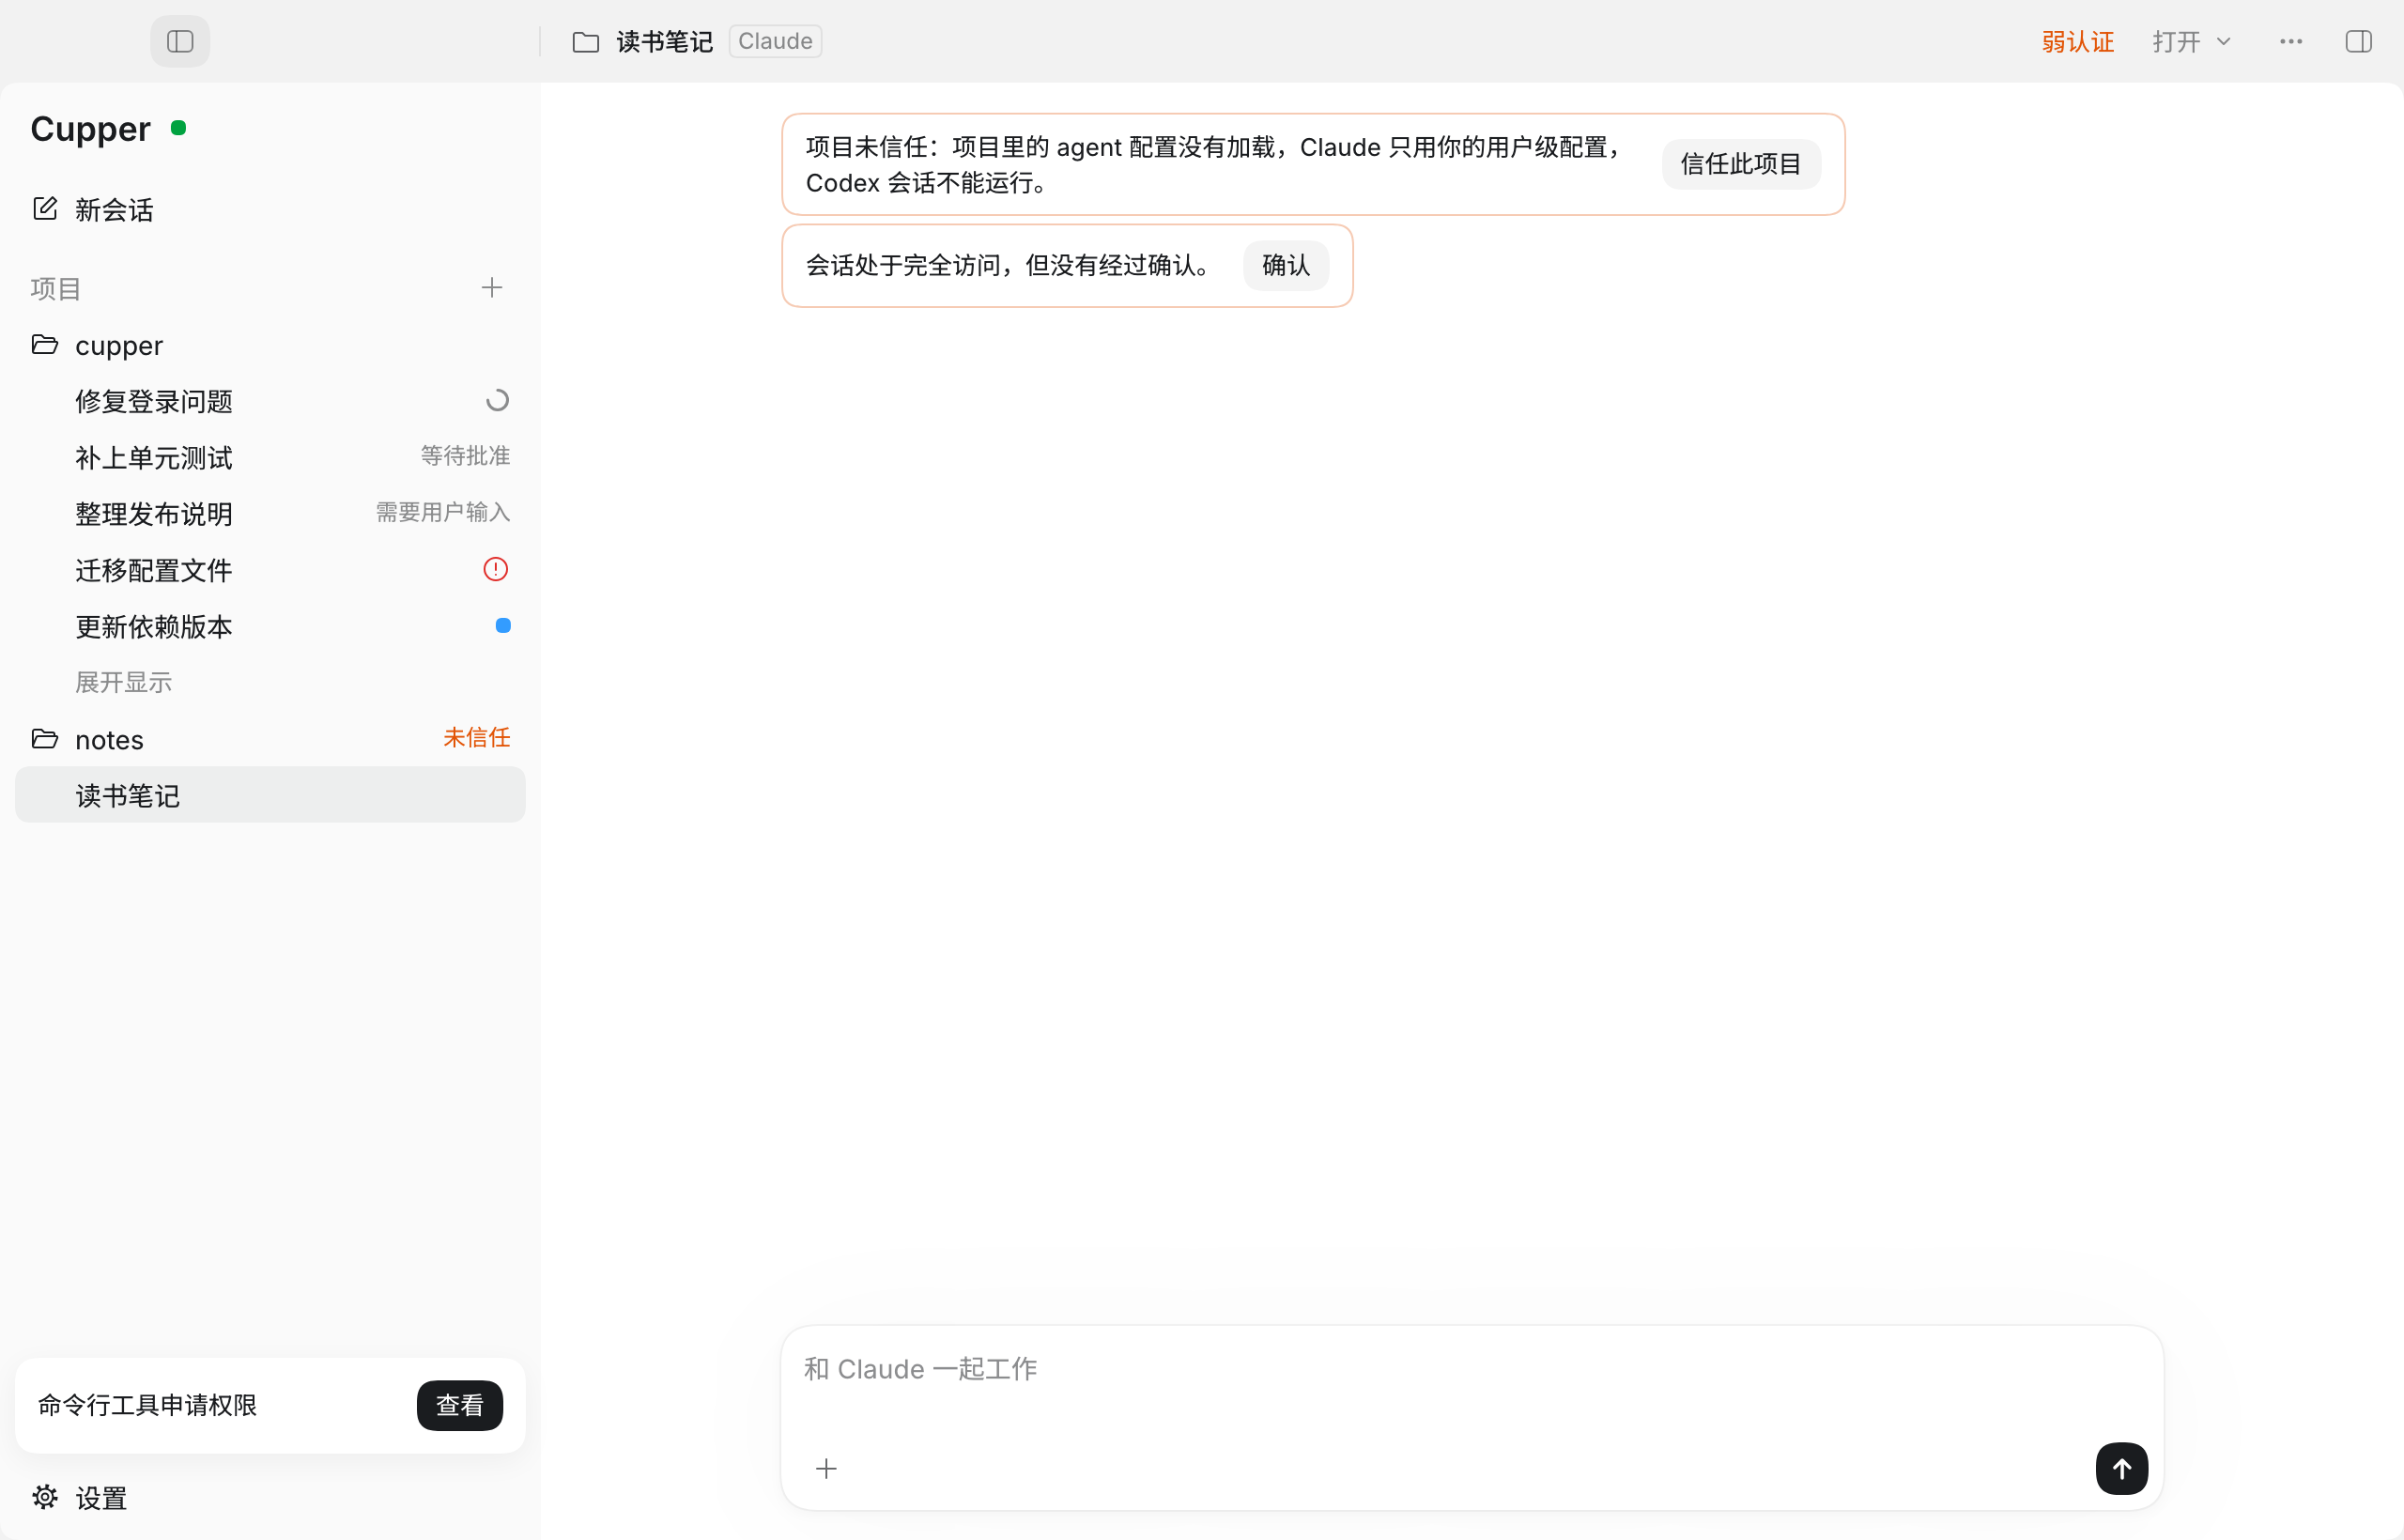 读书笔记 Claude
弱认证 打开
Cupper
新会话
项目
cupper
修复登录问题
补上单元测试 等待批准
整理发布说明 需要用户输入
迁移配置文件
更新依赖版本
展开显示
notes 未信任
读书笔记
命令行工具申请权限 查看
设置
项目未信任：项目里的 agent 配置没有加载，Claude 只用你的用户级配置，
Codex 会话不能运行。
信任此项目
会话处于完全访问，但没有经过确认。 确认
和 Claude 一起工作